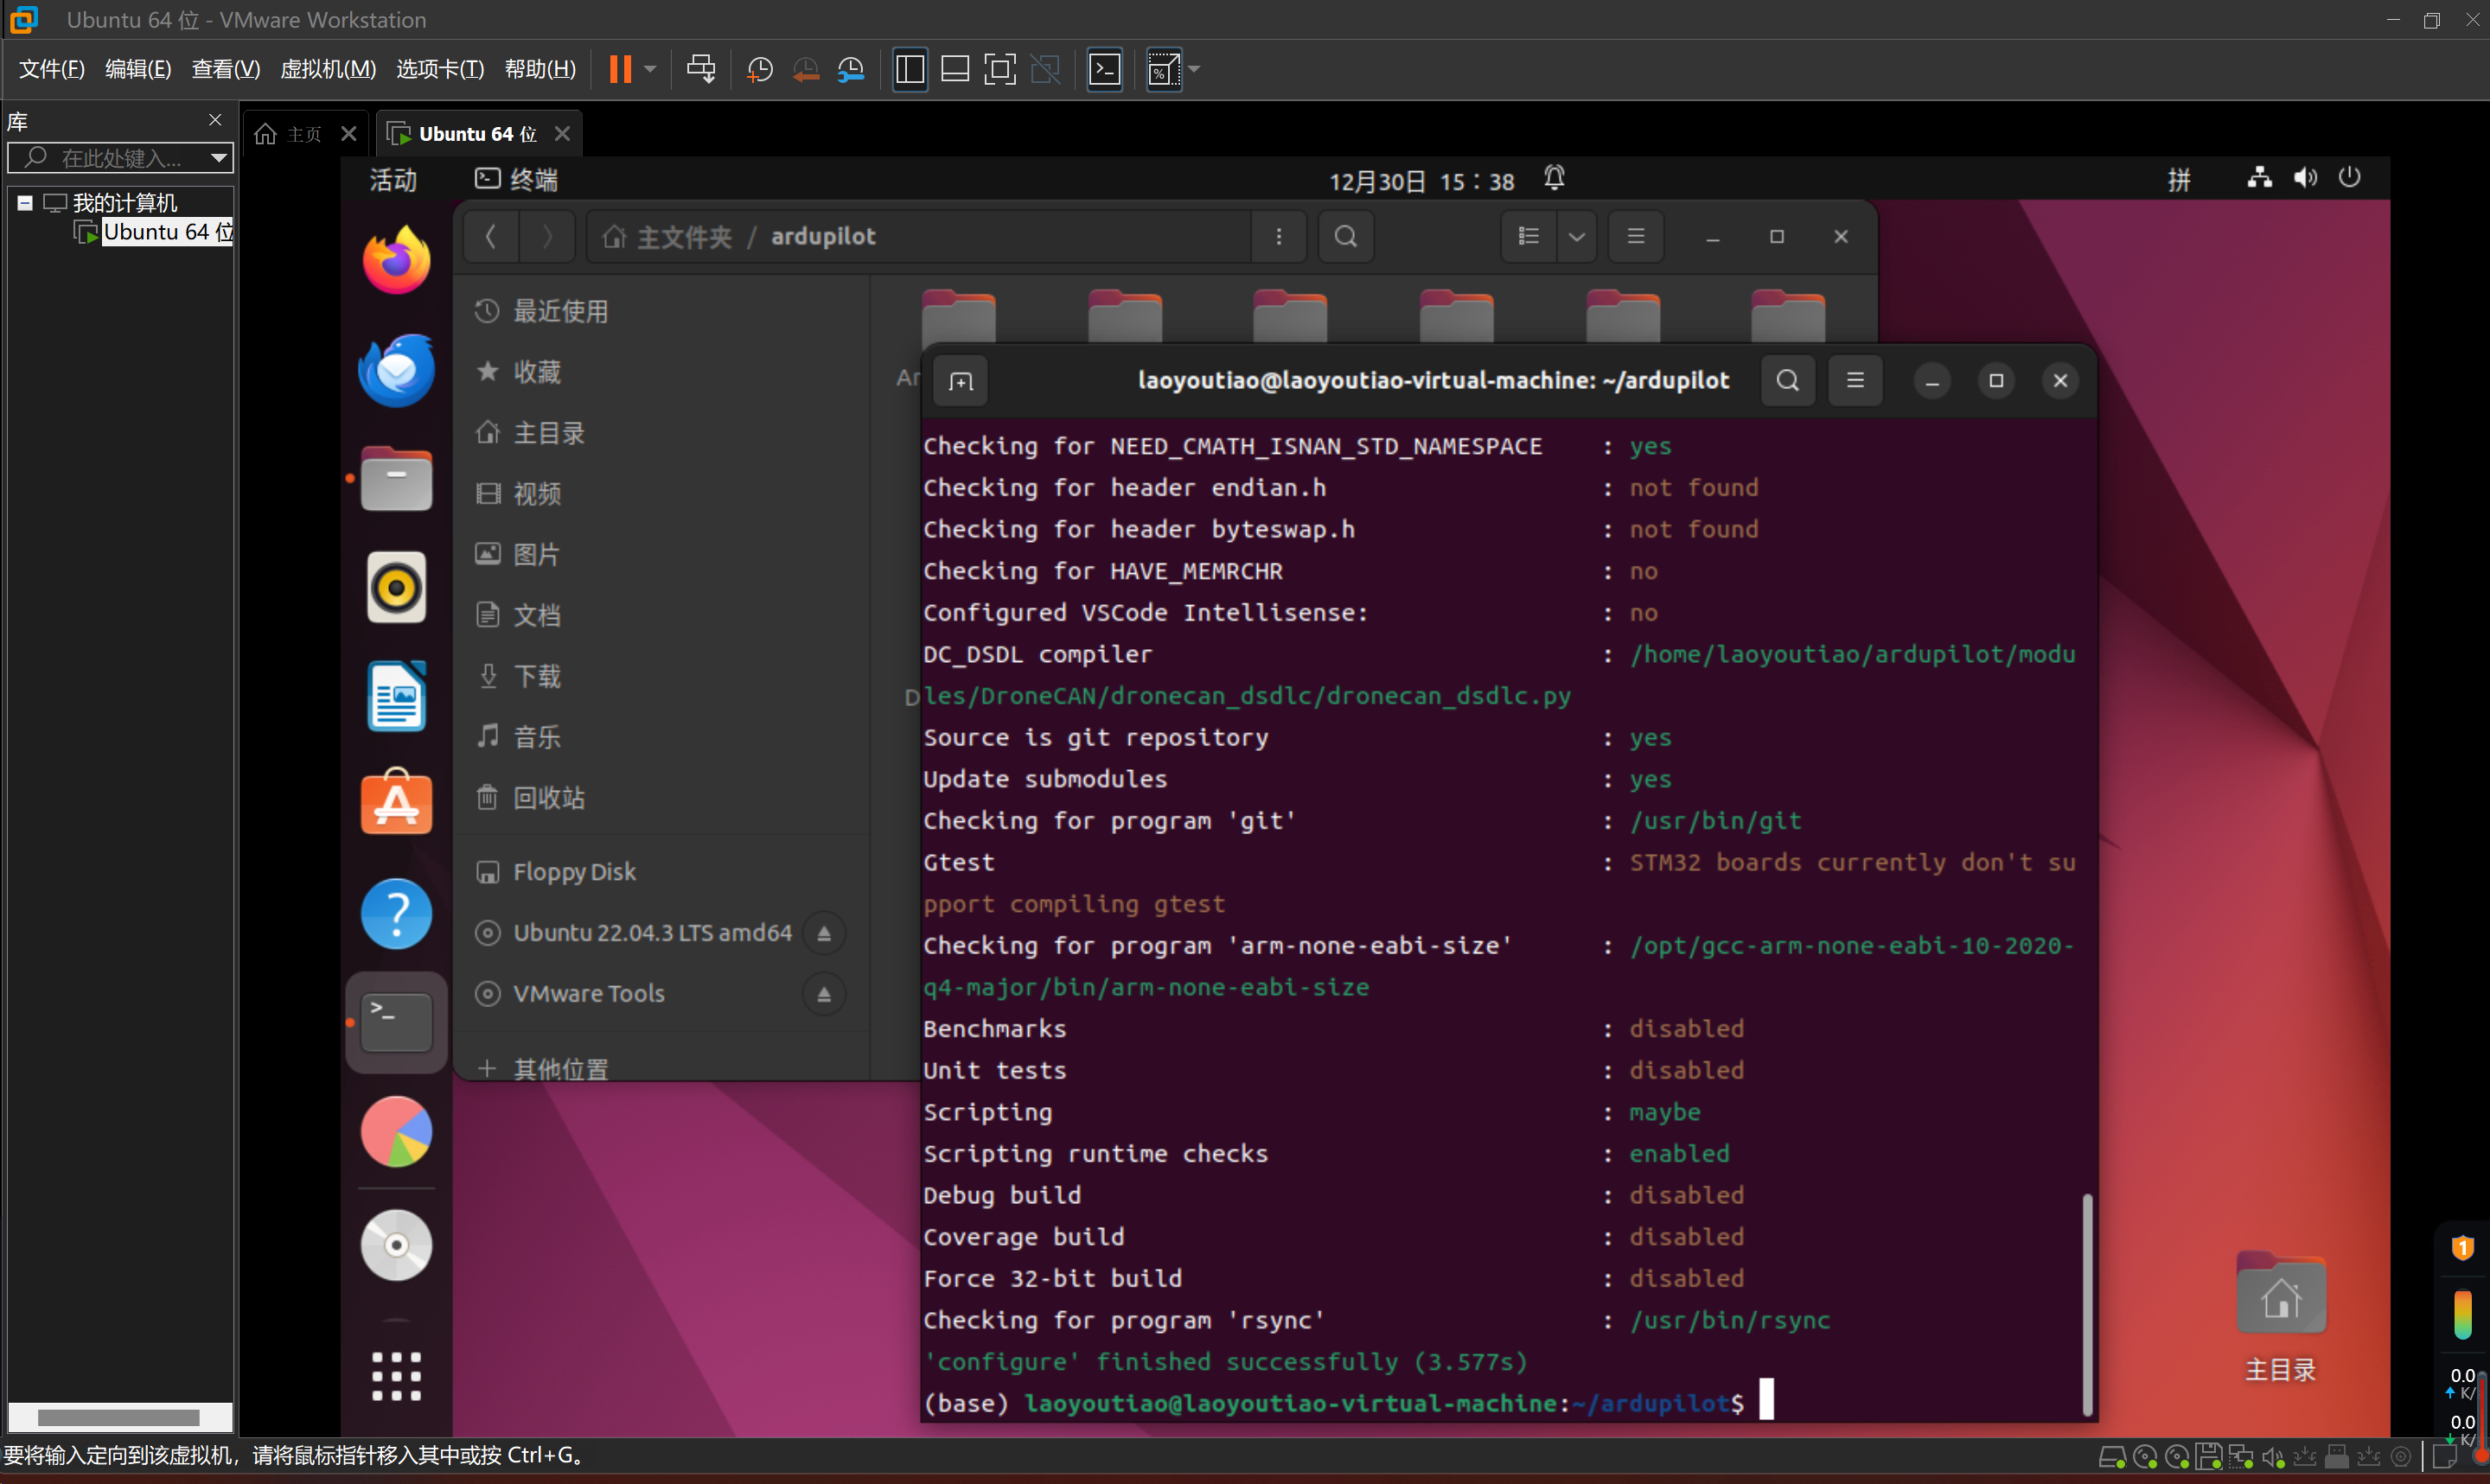 Ubuntu 64 位 - VMware Workstation
文件(F) 编辑(E) 查看(V) 虚拟机(M) 选项卡(T) 帮助(H)
库
主页
Ubuntu 64 位
在此处键入...
我的计算机
Ubuntu 64 位
活动
终端
12月30日 15：38
拼
主文件夹 / ardupilot
最近使用
收藏
主目录
视频
图片
文档
下载
音乐
回收站
Floppy Disk
Ubuntu 22.04.3 LTS amd64
VMware Tools
其他位置
Ar
D
laoyoutiao@laoyoutiao-virtual-machine: ~/ardupilot
Checking for NEED_CMATH_ISNAN_STD_NAMESPACE : yes
Checking for header endian.h : not found
Checking for header byteswap.h : not found
Checking for HAVE_MEMRCHR : no
Configured VSCode Intellisense: : no
DC_DSDL compiler : /home/laoyoutiao/ardupilot/modu
les/DroneCAN/dronecan_dsdlc/dronecan_dsdlc.py
Source is git repository : yes
Update submodules : yes
Checking for program 'git' : /usr/bin/git
Gtest : STM32 boards currently don't su
pport compiling gtest
Checking for program 'arm-none-eabi-size' : /opt/gcc-arm-none-eabi-10-2020-
q4-major/bin/arm-none-eabi-size
Benchmarks : disabled
Unit tests : disabled
Scripting : maybe
Scripting runtime checks : enabled
Debug build : disabled
Coverage build : disabled
Force 32-bit build : disabled
Checking for program 'rsync' : /usr/bin/rsync
'configure' finished successfully (3.577s)
(base) laoyoutiao@laoyoutiao-virtual-machine:~/ardupilot$
主目录
1
0.0
K/
0.0
K/
要将输入定向到该虚拟机，请将鼠标指针移入其中或按 Ctrl+G。